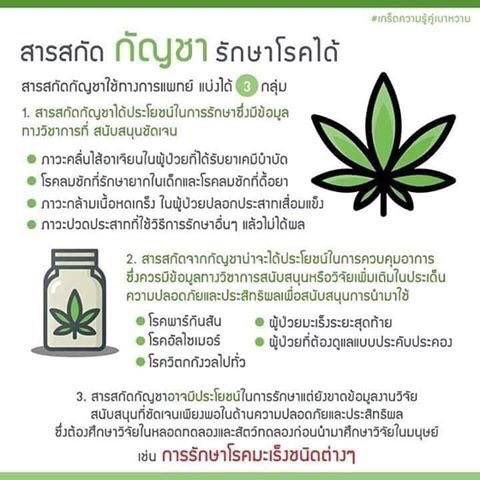 #เกร็ดความรู้คู่เบาหวาน
สารสกัด กัญชา รักษาโรคได้
สารสกัดกัญชาใช้ทางการแพทย์ แบ่งได้ 3 กลุ่ม
1. สารสกัดกัญชาได้ประโยชน์ในการรักษาซึ่งมีข้อมูล
ทางวิชาการที่ สนับสนุนชัดเจน
● ภาวะคลื่นไส้อาเจียนในผู้ป่วยที่ได้รับยาเคมีบำบัด
● โรคลมชักที่รักษายากในเด็กและโรคลมชักที่ดื้อยา
● ภาวะกล้ามเนื้อหดเกร็ง ในผู้ป่วยปลอกประสาทเสื่อมแข็ง
● ภาวะปวดประสาทที่ใช้วิธีการรักษาอื่นๆ แล้วไม่ได้ผล
2. สารสกัดจากกัญชาน่าจะได้ประโยชน์ในการควบคุมอาการ
ซึ่งควรมีข้อมูลทางวิชาการสนับสนุนหรือวิจัยเพิ่มเติมในประเด็น
ความปลอดภัยและประสิทธิผลเพื่อสนับสนุนการนำมาใช้
● โรคพาร์กินสัน
● โรคอัลไซเมอร์
● โรควิตกกังวลไปทั่ว
● ผู้ป่วยมะเร็งระยะสุดท้าย
● ผู้ป่วยที่ต้องดูแลแบบประคับประคอง
3. สารสกัดกัญชาอาจมีประโยชน์ในการรักษาแต่ยังขาดข้อมูลงานวิจัย
สนับสนุนที่ชัดเจนเพียงพอในด้านความปลอดภัยและประสิทธิผล
ซึ่งต้องศึกษาวิจัยในหลอดทดลองและสัตว์ทดลองก่อนนำมาศึกษาวิจัยในมนุษย์
เช่น การรักษาโรคมะเร็งชนิดต่างๆ